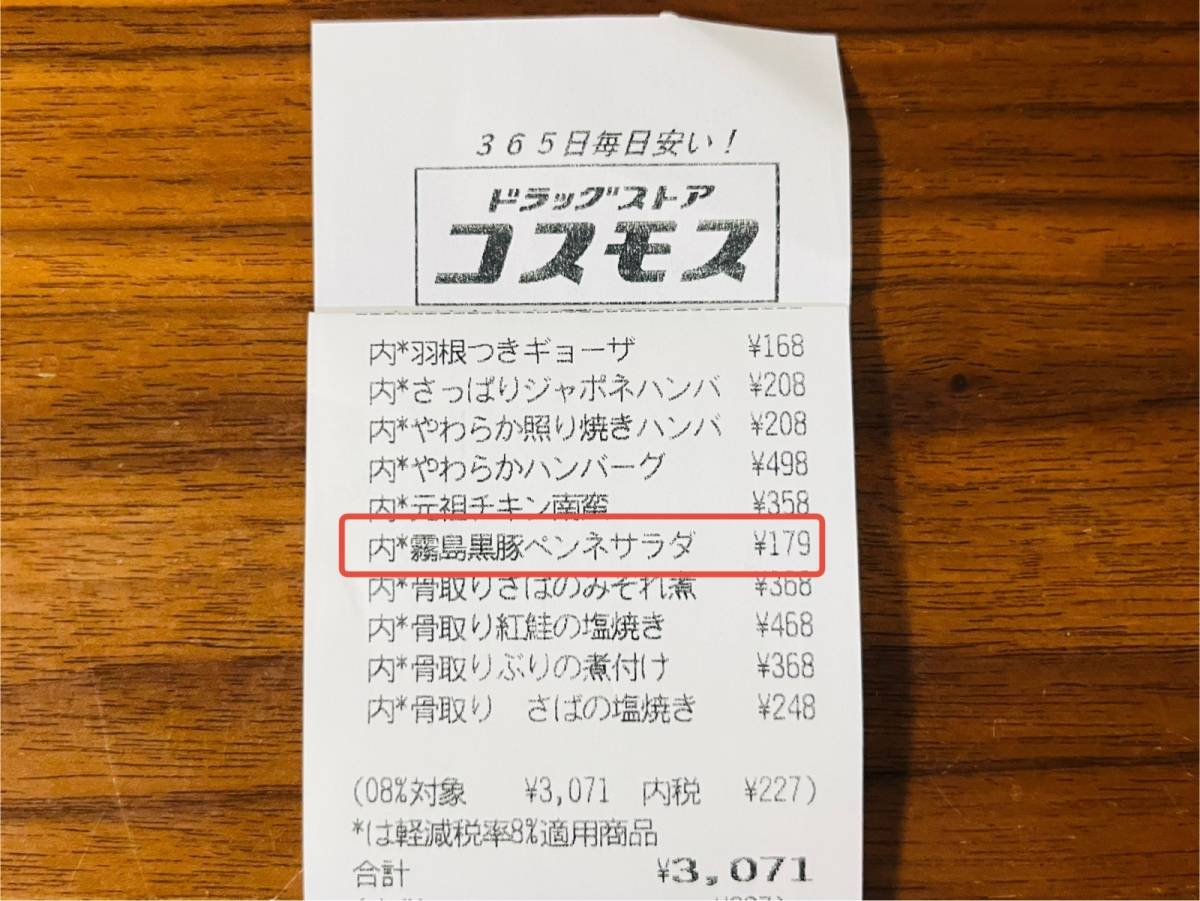 365日毎日安い!
ドラッグストア
コスモス
内*羽根つきギョーザ ¥168
内*さっぱりジャポネハンバ ¥208
内*やわらか照り焼きハンバ ¥208
内*やわらかハンバーグ ¥498
内*元祖チキン南蛮 ¥358
内*霧島黒豚ペンネサラダ ¥179
内*骨取りさばのみぞれ煮 ¥368
内*骨取り紅鮭の塩焼き ¥468
内*骨取りぶりの煮付け ¥368
内*骨取り さばの塩焼き ¥248
(08%対象 ¥3,071 内税 ¥227)
*は軽減税率8%適用商品
合計 ¥3,071